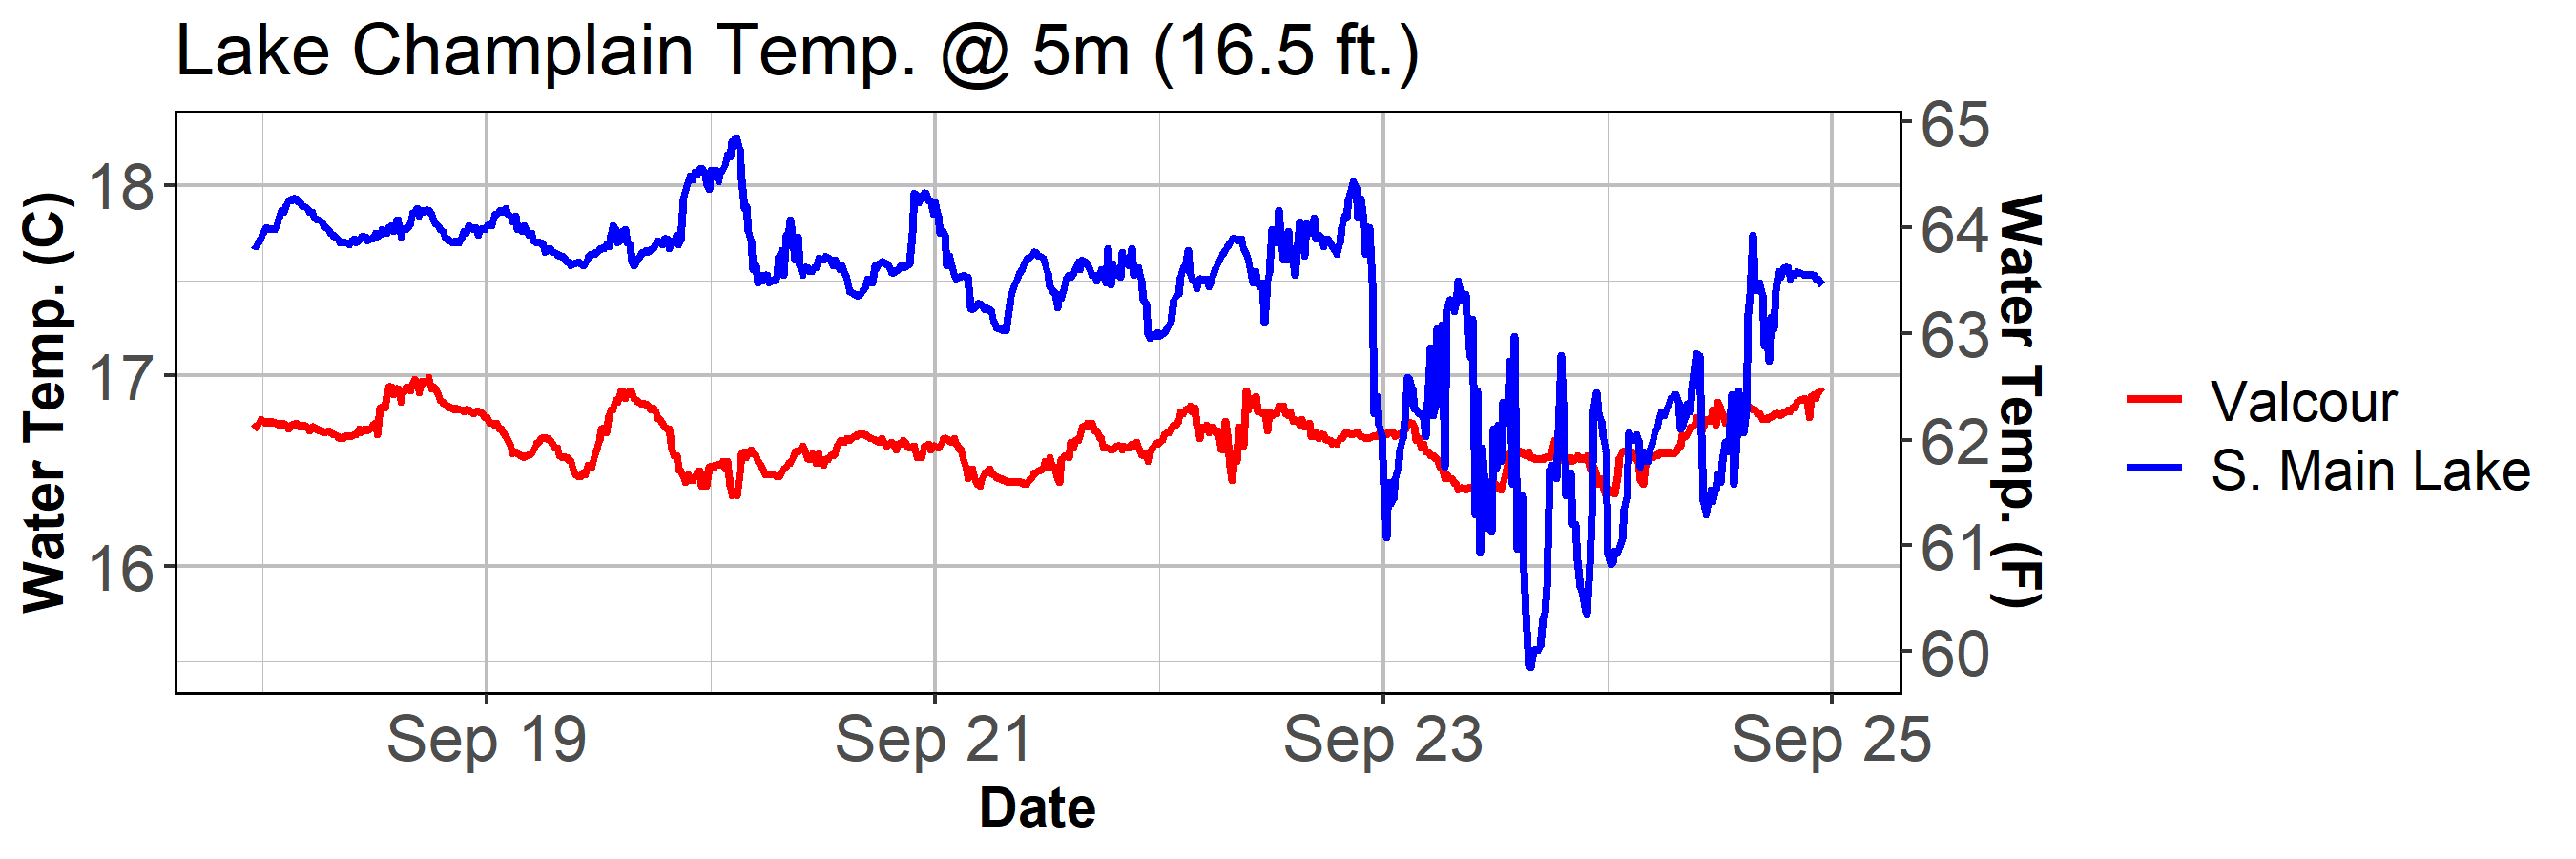 Lake Champlain Temp. @ 5m (16.5 ft.)
Water Temp. (C)
18
17
16
65
64
63
62
61
60
Water Temp. (F)
Sep 19
Sep 21
Sep 23
Sep 25
Date
Valcour
S. Main Lake